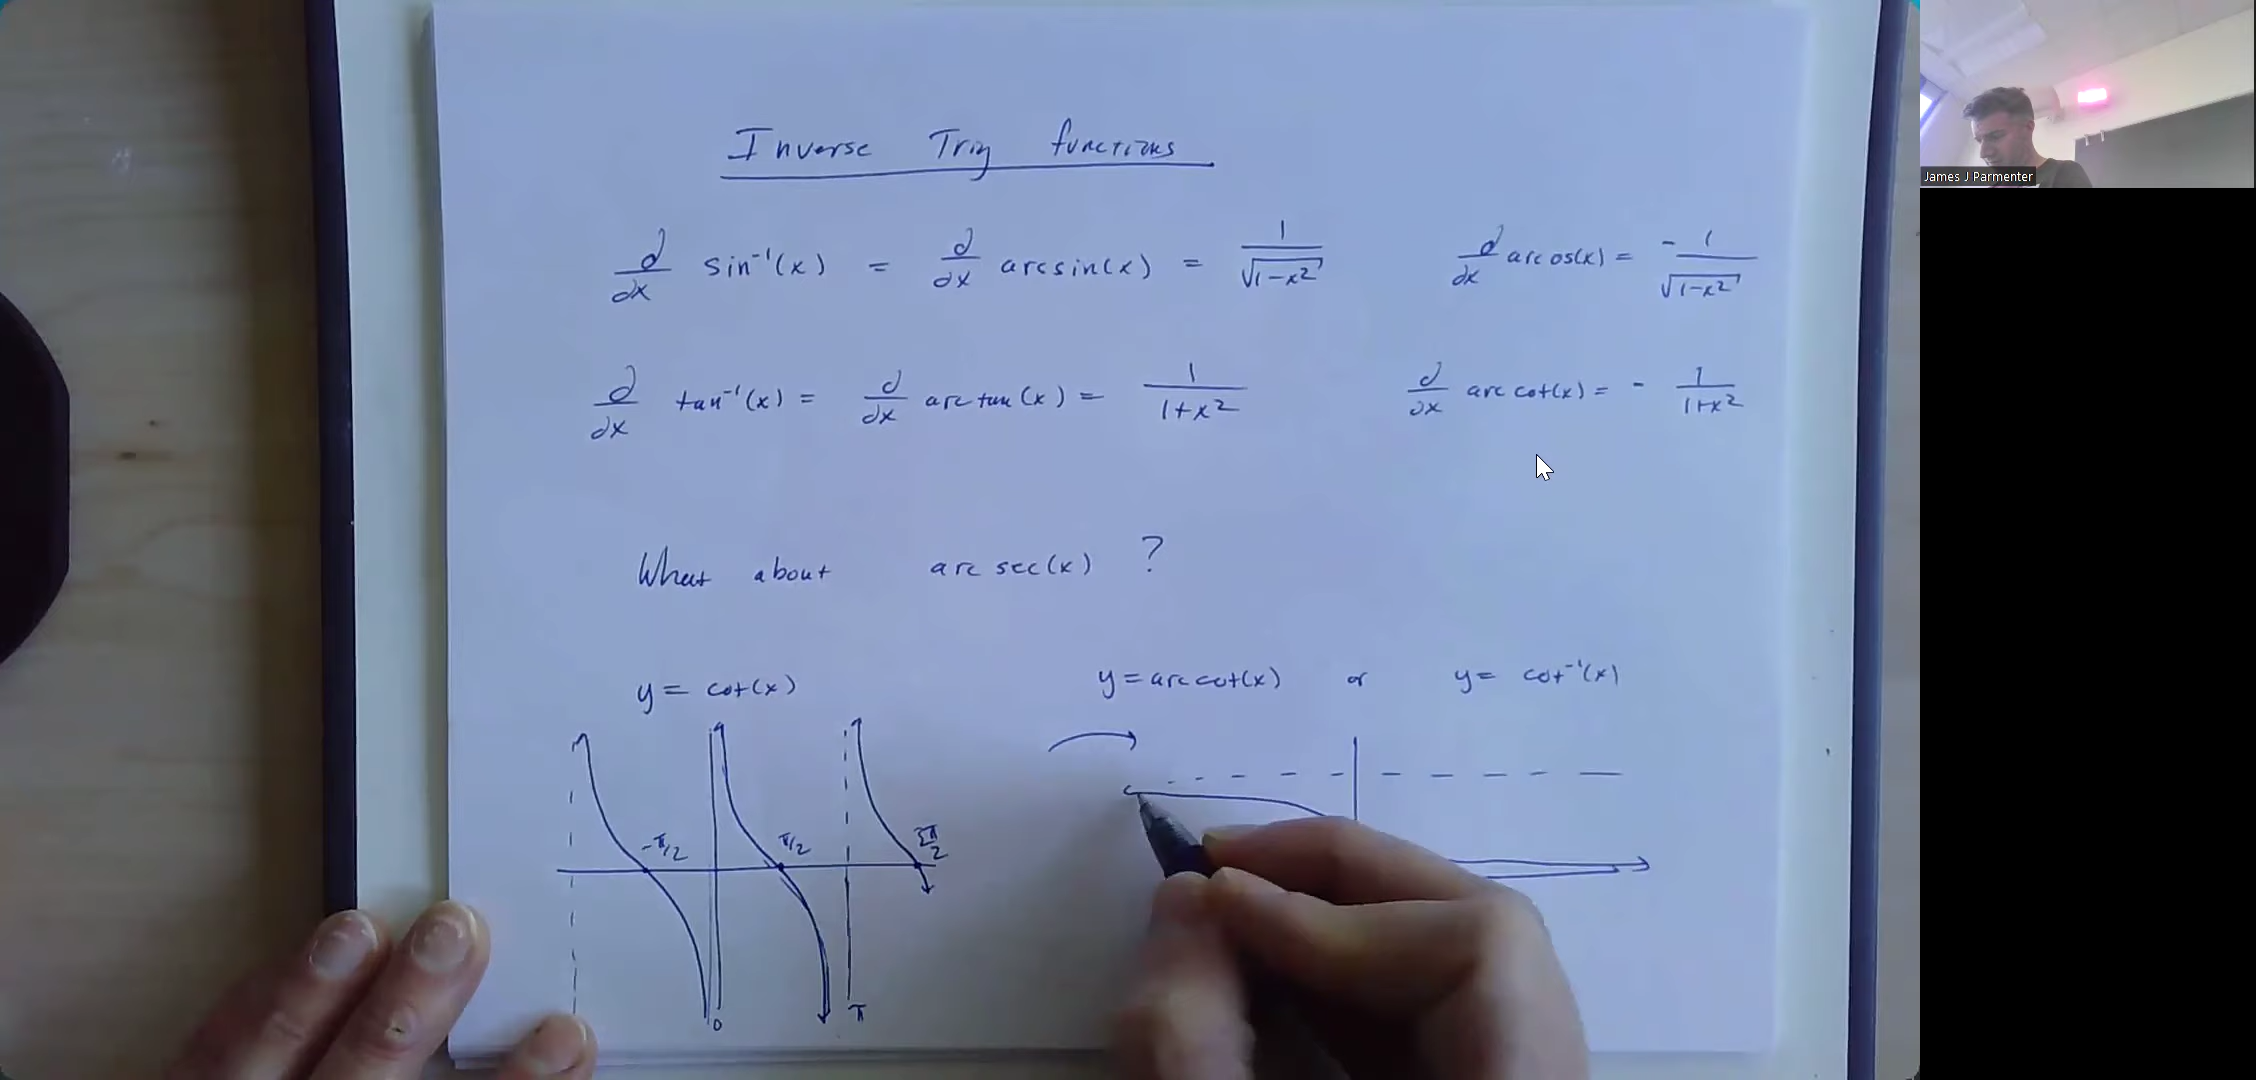 Inverse Trig functions
d/dx sin⁻¹(x) = d/dx arcsin(x) = 1/√(1-x²)
d/dx arcos(x) = - 1/√(1-x²)
d/dx tan⁻¹(x) = d/dx arctan(x) = 1/(1+x²)
d/dx arccot(x) = - 1/(1+x²)
What about arcsec(x) ?
y = cot(x)
y = arccot(x) or y = cot⁻¹(x)
-π/2
π/2
3π/2
0
π
James J Parmenter